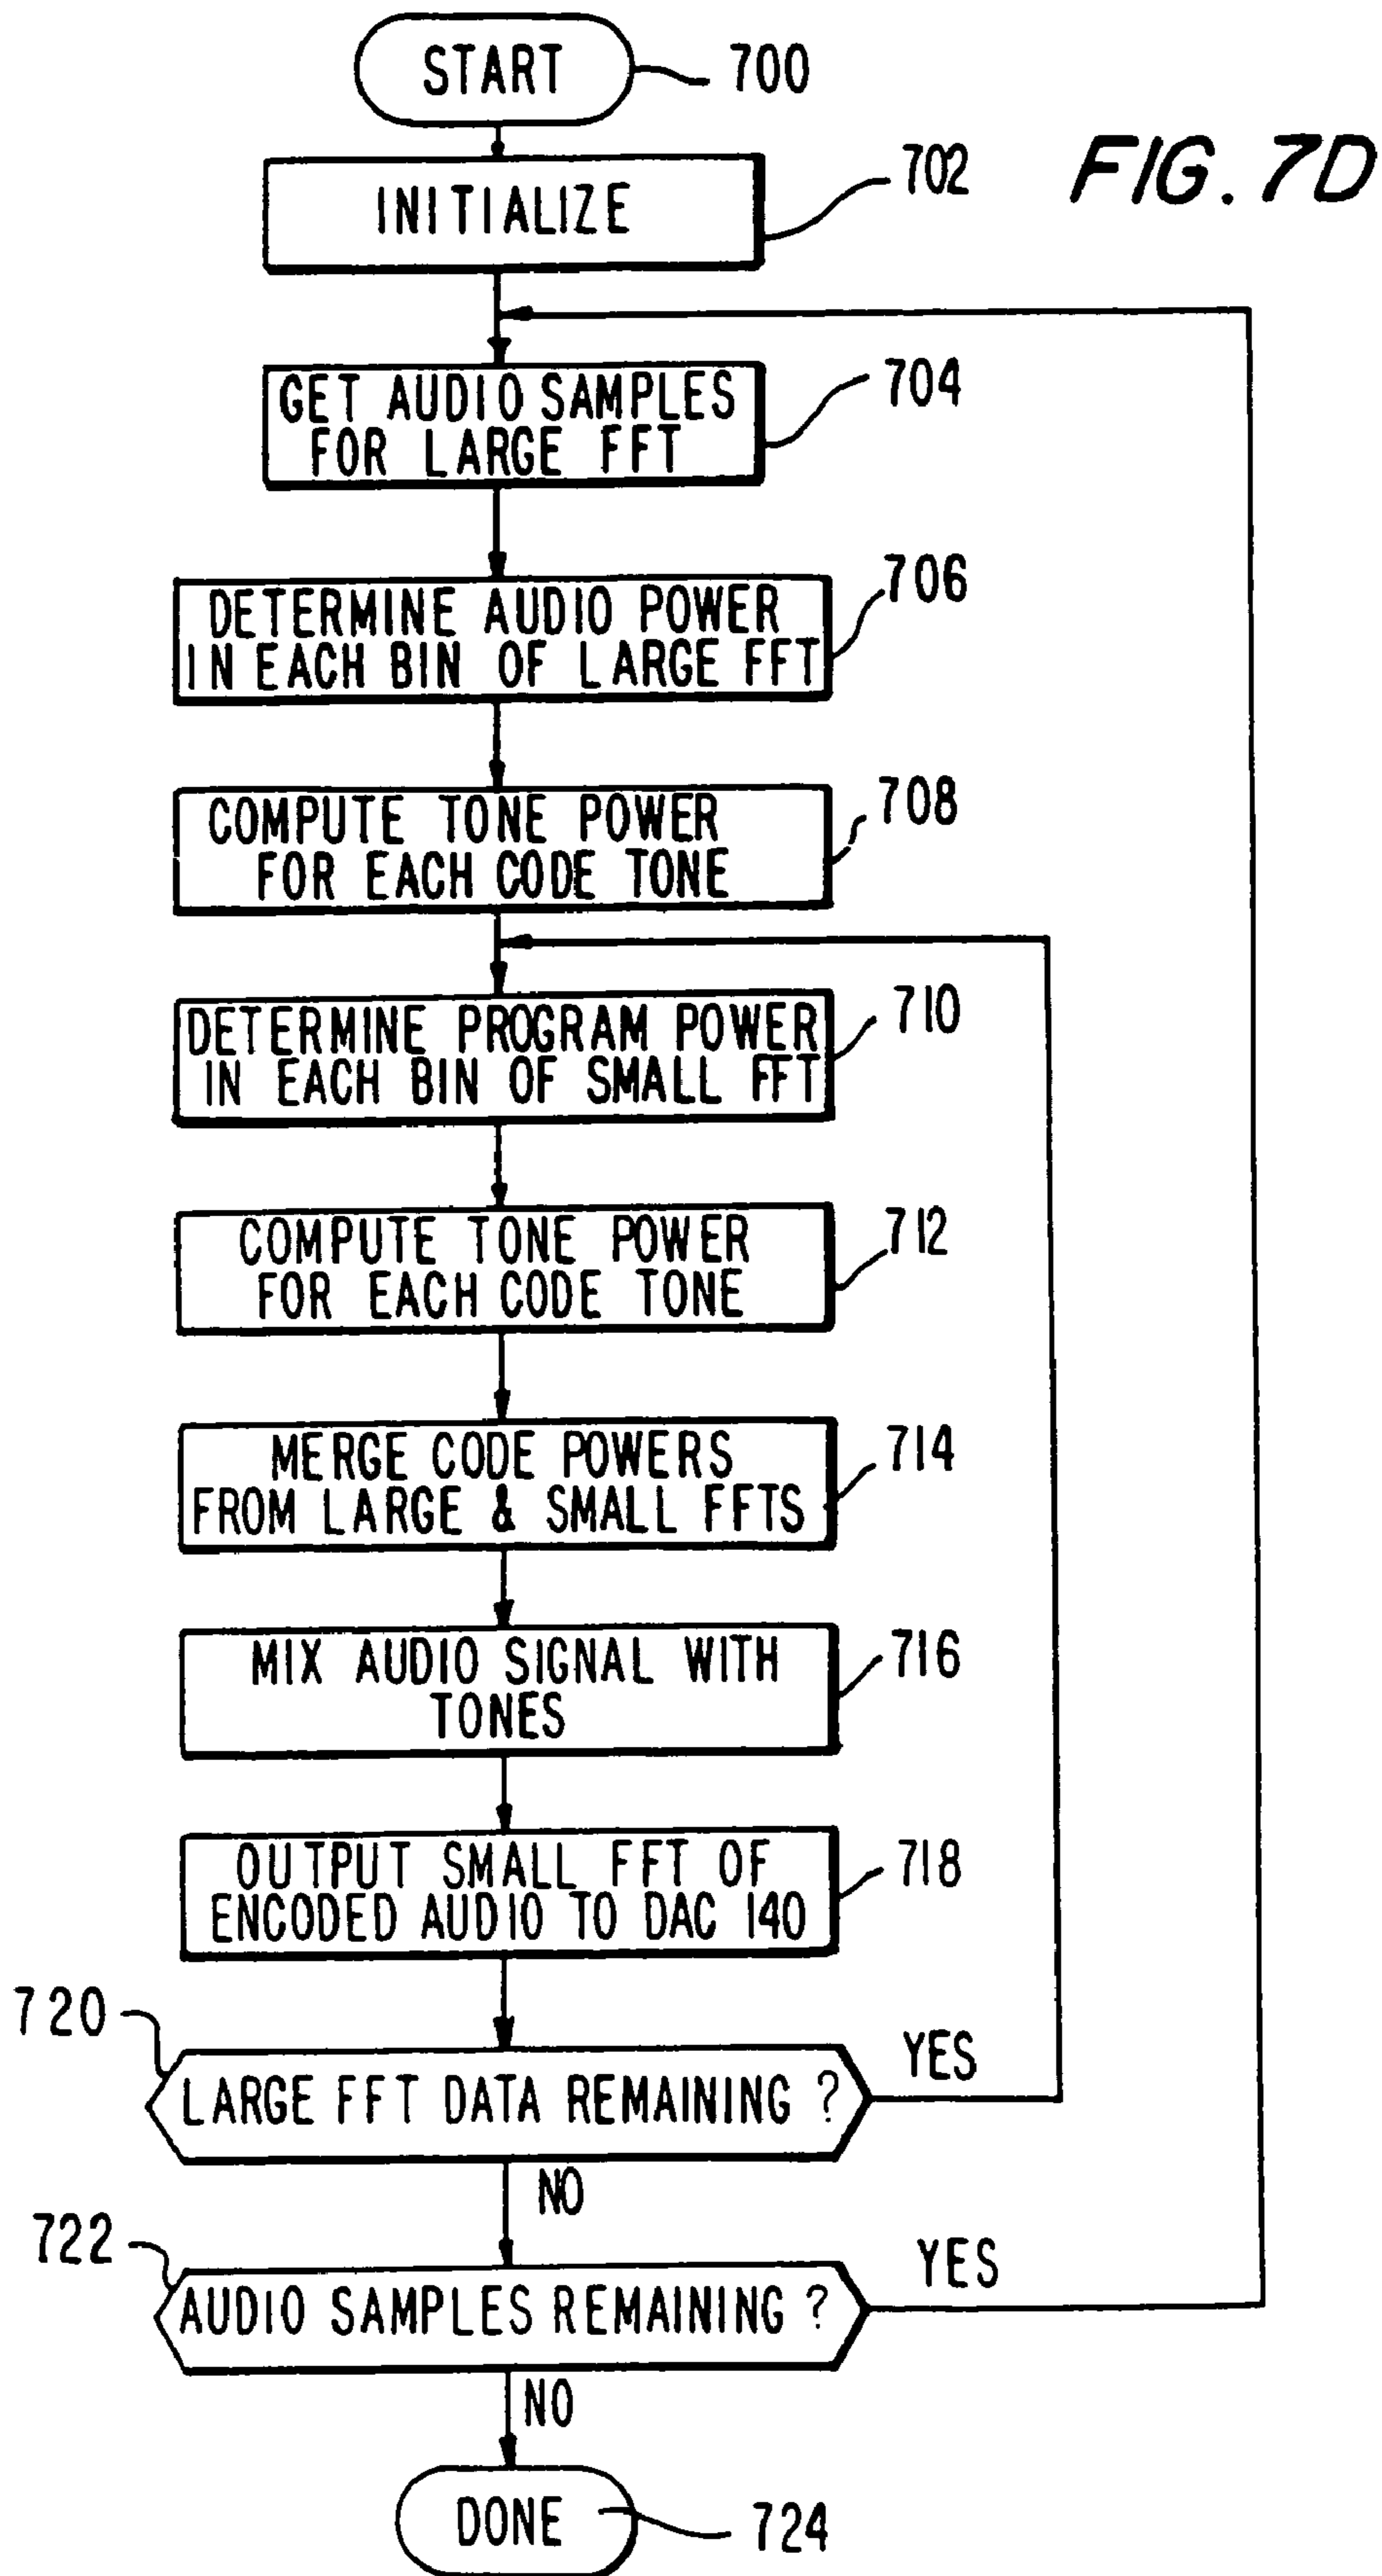 START
700
FIG. 7D
INITIALIZE
702
GET AUDIO SAMPLES
FOR LARGE FFT
704
DETERMINE AUDIO POWER
IN EACH BIN OF LARGE FFT
706
COMPUTE TONE POWER
FOR EACH CODE TONE
708
DETERMINE PROGRAM POWER
IN EACH BIN OF SMALL FFT
710
COMPUTE TONE POWER
FOR EACH CODE TONE
712
MERGE CODE POWERS
FROM LARGE & SMALL FFTS
714
MIX AUDIO SIGNAL WITH
TONES
716
OUTPUT SMALL FFT OF
ENCODED AUDIO TO DAC 140
718
720
LARGE FFT DATA REMAINING ?
YES
NO
722
AUDIO SAMPLES REMAINING ?
YES
NO
DONE
724